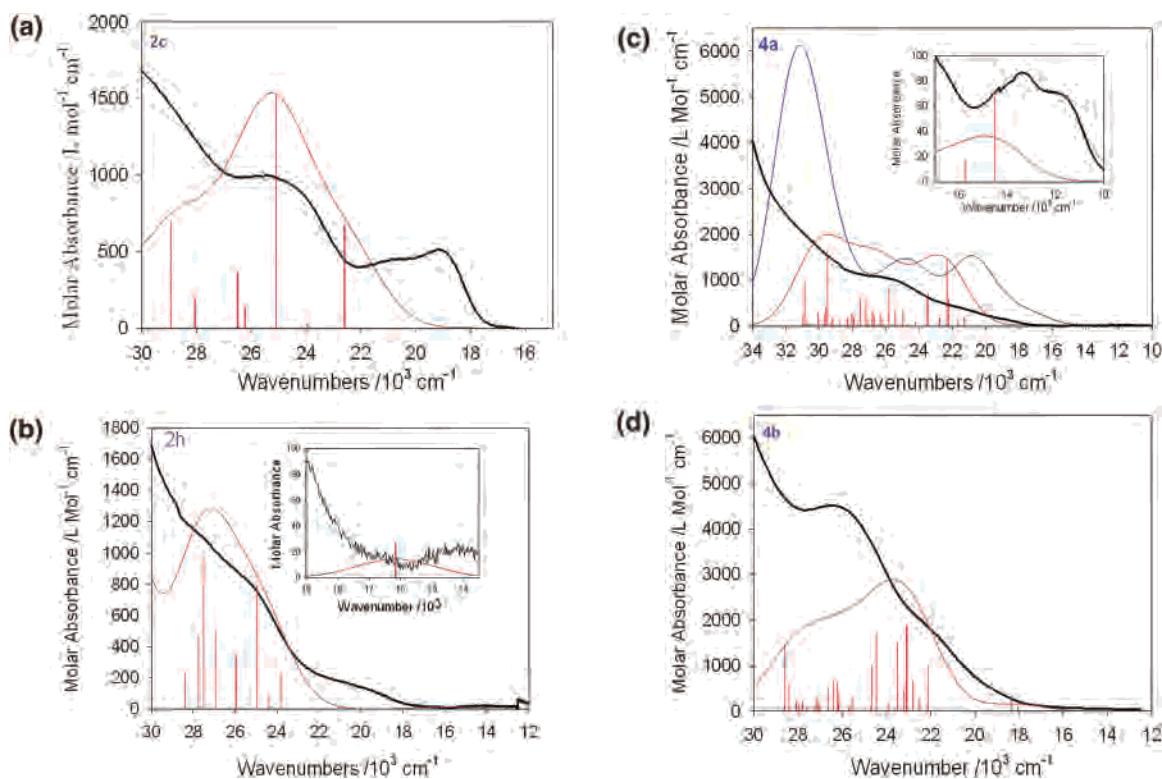 (a)
2c
2000
1500
1000
500
0
Molar Absorbance /L mol⁻¹ cm⁻¹)
30 28 26 24 22 20 18 16
Wavenumbers /10³ cm⁻¹
(b)
2h
1800
1600
1400
1200
1000
800
600
400
200
0
Molar Absorbance /L Mol⁻¹ cm⁻¹)
30 28 26 24 22 20 18 16 14 12
Wavenumbers /10³ cm⁻¹
Molar Absorbance
Wavenumber /10³)
(c)
4a
6000
5000
4000
3000
2000
1000
0
Molar Absorbance /L Mol⁻¹ cm⁻¹)
34 32 30 28 26 24 22 20 18 16 14 12 10
Wavenumbers /10³ cm⁻¹
100
80
60
40
20
Molar Absorbance
16 14 12 10
Wavenumber /10³ cm⁻¹
(d)
4b
6000
5000
4000
3000
2000
1000
0
Molar Absorbance /L Mol⁻¹ cm⁻¹)
30 28 26 24 22 20 18 16 14 12
Wavenumber /10³ cm⁻¹